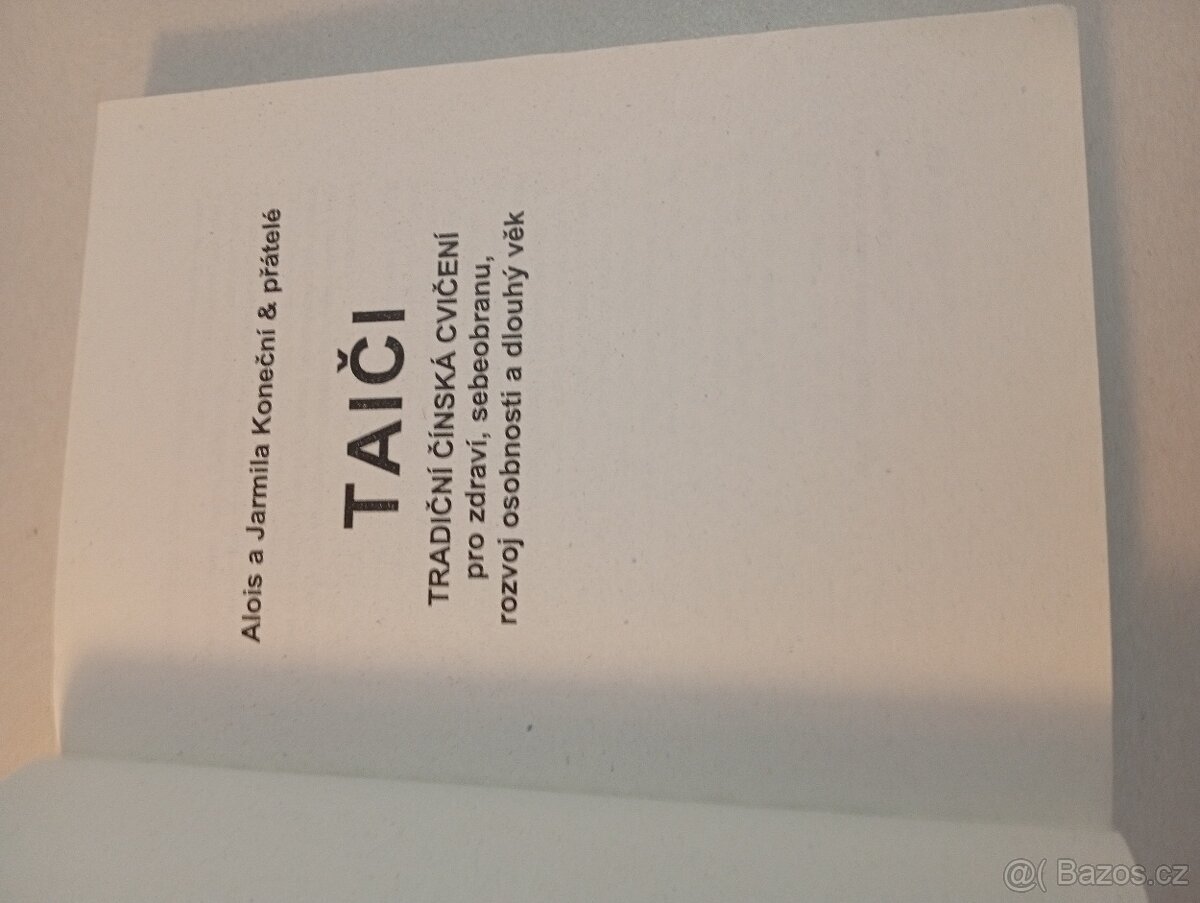 Alois a Jarmila Koneční & přátelé
TAIČI
TRADIČNÍ ČÍNSKÁ CVIČENÍ
pro zdraví, sebeobranu,
rozvoj osobnosti a dlouhý věk
@( Bazos.cz